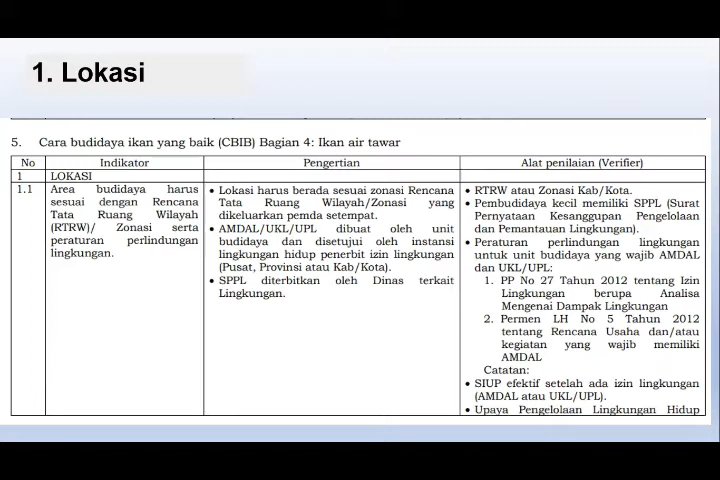 1. Lokasi
5. Cara budidaya ikan yang baik (CBIB) Bagian 4: Ikan air tawar
No Indikator Pengertian Alat penilaian (Verifier)
1 LOKASI
1.1 Area budidaya harus
sesuai dengan Rencana
Tata Ruang Wilayah
(RTRW)/ Zonasi serta
peraturan perlindungan
lingkungan.
• Lokasi harus berada sesuai zonasi Rencana
Tata Ruang Wilayah/Zonasi yang
dikeluarkan pemda setempat.
• AMDAL/UKL/UPL dibuat oleh unit
budidaya dan disetujui oleh instansi
lingkungan hidup penerbit izin lingkungan
(Pusat, Provinsi atau Kab/Kota).
• SPPL diterbitkan oleh Dinas terkait
Lingkungan.
• RTRW atau Zonasi Kab/Kota.
• Pembudidaya kecil memiliki SPPL (Surat
Pernyataan Kesanggupan Pengelolaan
dan Pemantauan Lingkungan).
• Peraturan perlindungan lingkungan
untuk unit budidaya yang wajib AMDAL
dan UKL/UPL:
1. PP No 27 Tahun 2012 tentang Izin
Lingkungan berupa Analisa
Mengenai Dampak Lingkungan
2. Permen LH No 5 Tahun 2012
tentang Rencana Usaha dan/atau
kegiatan yang wajib memiliki
AMDAL
Catatan:
• SIUP efektif setelah ada izin lingkungan
(AMDAL atau UKL/UPL).
• Upaya Pengelolaan Lingkungan Hidup